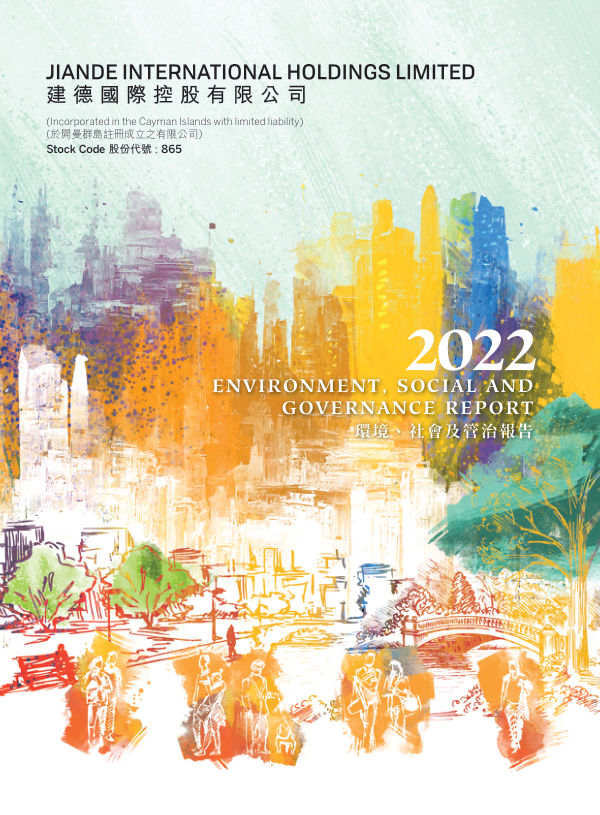 JIANDE INTERNATIONAL HOLDINGS LIMITED
建德國際控股有限公司
(Incorporated in the Cayman Islands with limited liability)
(於開曼群島註冊成立之有限公司)
Stock Code 股份代號 : 865
2022
ENVIRONMENT, SOCIAL AND
GOVERNANCE REPORT
環境、社會及管治報告